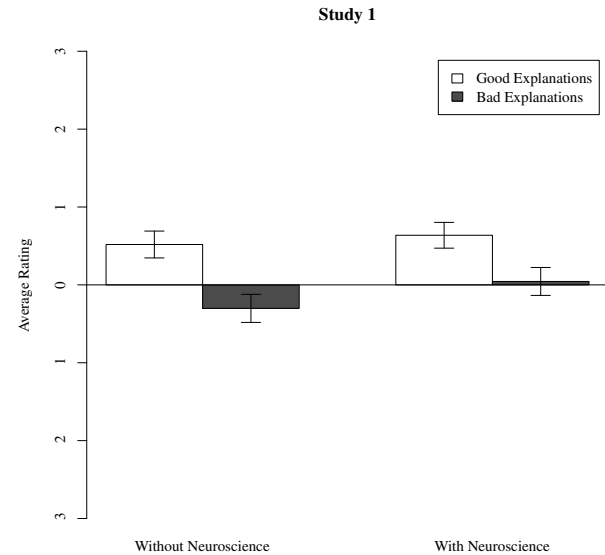 Study 1
3
2
1
0
1
2
3
Average Rating
Good Explanations
Bad Explanations
Without Neuroscience
With Neuroscience